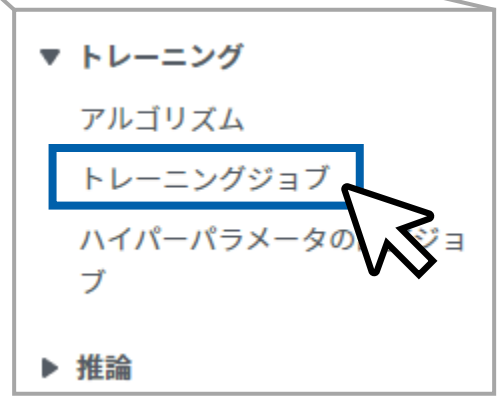 ▼ トレーニング
アルゴリズム
トレーニングジョブ
ハイパーパラメータの ジョ
ブ
▶ 推論